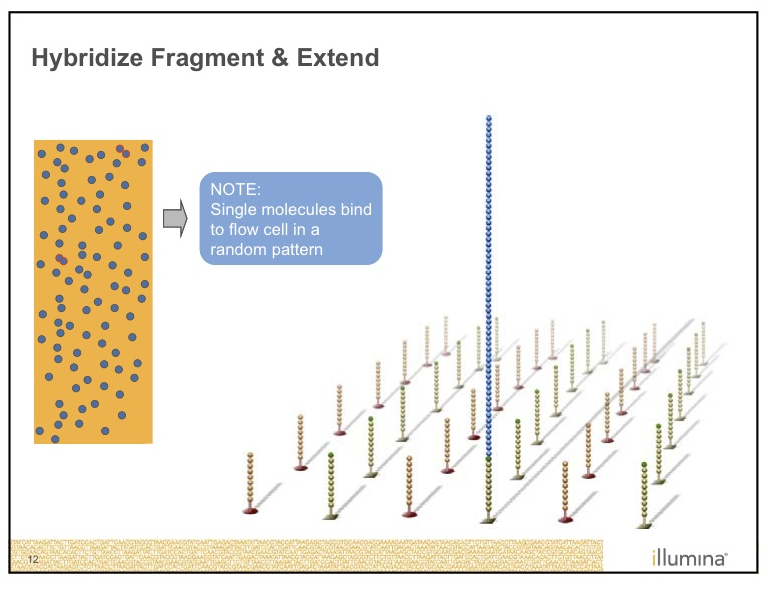 Hybridize Fragment & Extend
NOTE:
Single molecules bind
to flow cell in a
random pattern
12
illumina®